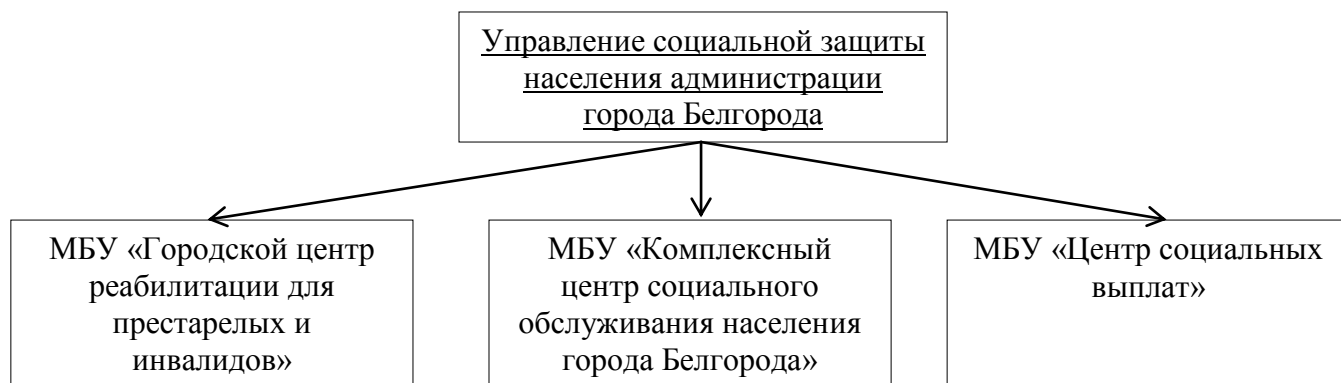 Управление социальной защиты
населения администрации
города Белгорода
МБУ «Городской центр
реабилитации для
престарелых и
инвалидов»
МБУ «Комплексный
центр социального
обслуживания населения
города Белгорода»
МБУ «Центр социальных
выплат»